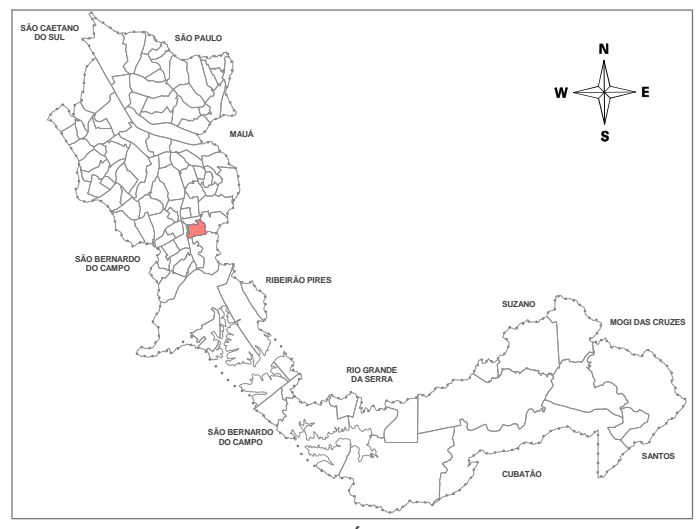 SÃO CAETANO
DO SUL
SÃO PAULO
N
W
E
S
MAUÁ
SÃO BERNARDO
DO CAMPO
RIBEIRÃO PIRES
SUZANO
MOGI DAS CRUZES
RIO GRANDE
DA SERRA
SÃO BERNARDO
DO CAMPO
SANTOS
CUBATÃO